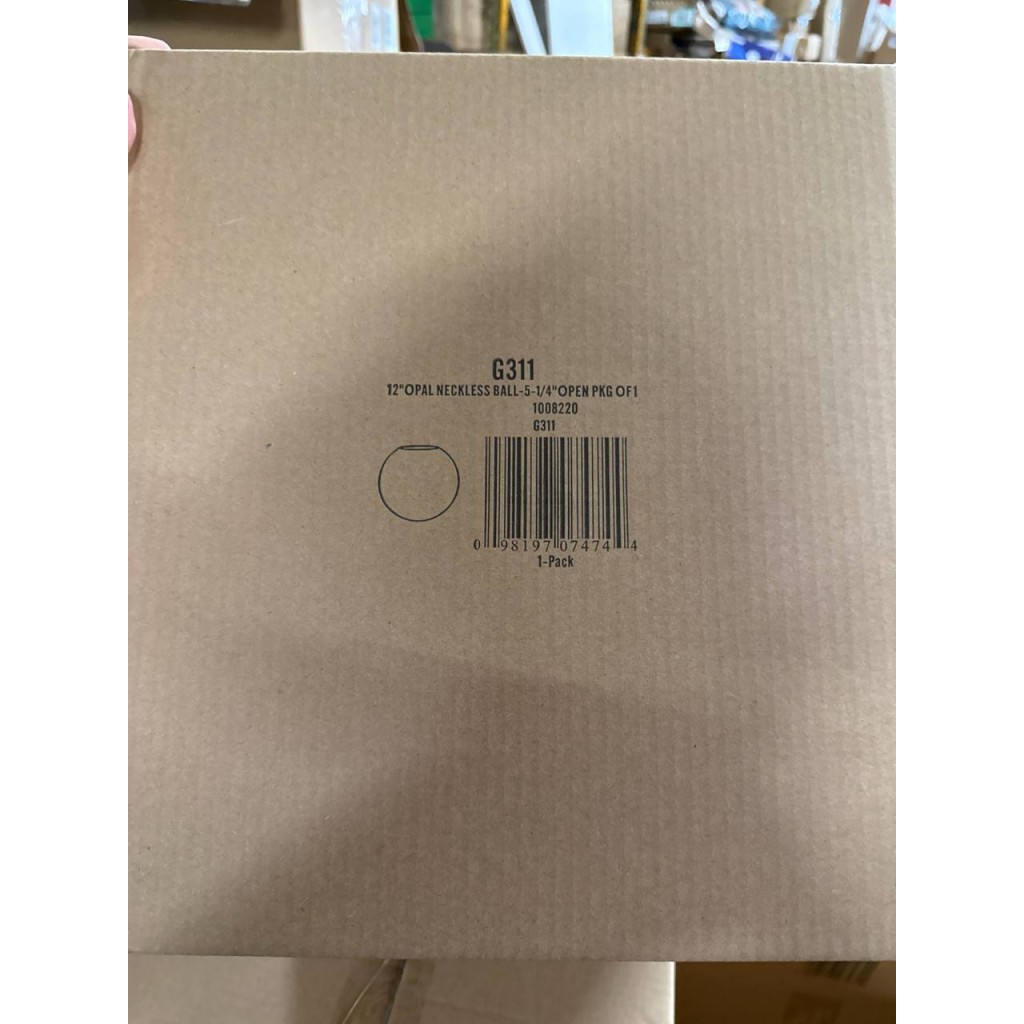 G311
12"OPAL NECKLESS BALL-5-1/4"OPEN PKG OF1
1008220
G311
0 98197 07474 4
1-Pack